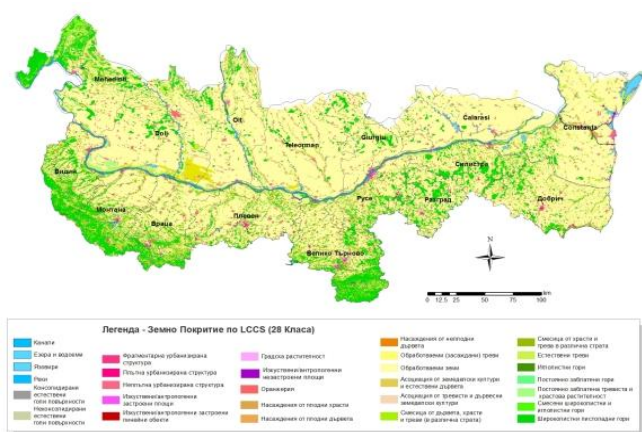 Mehedinti
Dolj
Olt
Teleorman
Giurgiu
Calarasi
Constanta
Видин
Монтана
Враца
Плевен
Велико Търново
Русе
Разград
Силистра
Добрич
N
km
0 12.5 25 50 75 100
Легенда - Земно Покритие по LCCS (28 Класа)
Канали
Езера и водоеми
Язовири
Реки
Консолидирани
естествени
голи повърхности
Неконсолидирани
естествени
голи повърхности
Фрагментирана урбанизирана
структура
Плътна урбанизирана структура
Неплътна урбанизирана структура
Изкуствени/антропогенни
застроени площи
Изкуствени/антропогенни застроени
линейни обекти
Градска растителност
Изкуствени/антропогенни
незастроени площи
Оранжерии
Насаждения от плодни храсти
Насаждения от плодни дървета
Насаждения от неплодни
дървета
Обработваеми (засаждани) треви
Обработваеми земи
Асоциация от земеделски култури
и естествени дървета
Асоциация от тревисти и дървесни
земеделски култури
Смесица от дървета, храсти
и треви (в различна страта)
Смесица от храсти и
треви в различна страта
Естествени треви
Иглолистни гори
Постоянно заблатени гори
Постоянно заблатена тревиста и
храстова растителност
Смесени широколистни и
иглолистни гори
Широколистни листопадни гори